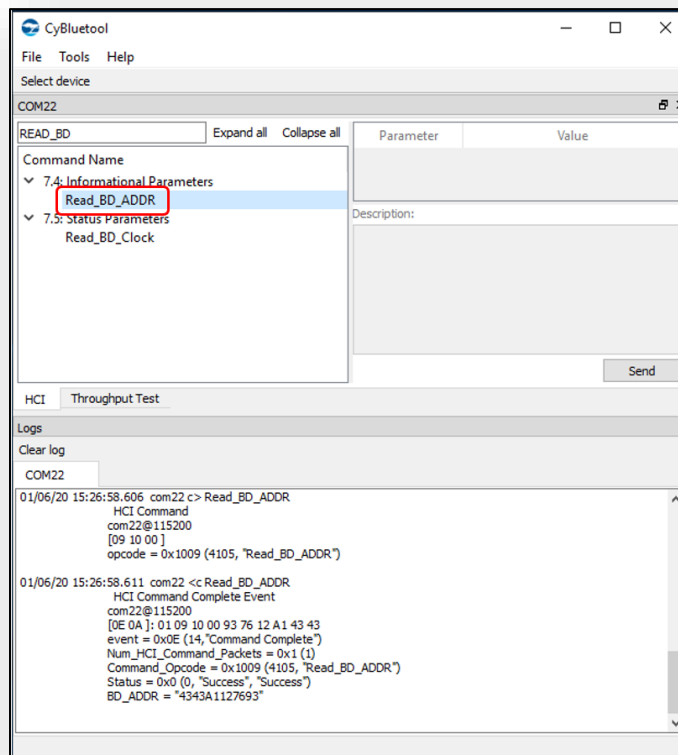 CyBluetool
File Tools Help
Select device
COM22
READ_BD Expand all Collapse all
Parameter Value
Command Name
7.4: Informational Parameters
Read_BD_ADDR
7.5: Status Parameters
Read_BD_Clock
Description:
Send
HCI Throughput Test
Logs
Clear log
COM22
01/06/20 15:26:58.606 com22 c> Read_BD_ADDR
HCI Command
com22@115200
[09 10 00 ]
opcode = 0x1009 (4105, "Read_BD_ADDR")
01/06/20 15:26:58.611 com22 <c Read_BD_ADDR
HCI Command Complete Event
com22@115200
[0E 0A ]: 01 09 10 00 93 76 12 A1 43 43
event = 0x0E (14,"Command Complete")
Num_HCI_Command_Packets = 0x1 (1)
Command_Opcode = 0x1009 (4105, "Read_BD_ADDR")
Status = 0x0 (0, "Success", "Success")
BD_ADDR = "4343A1127693"